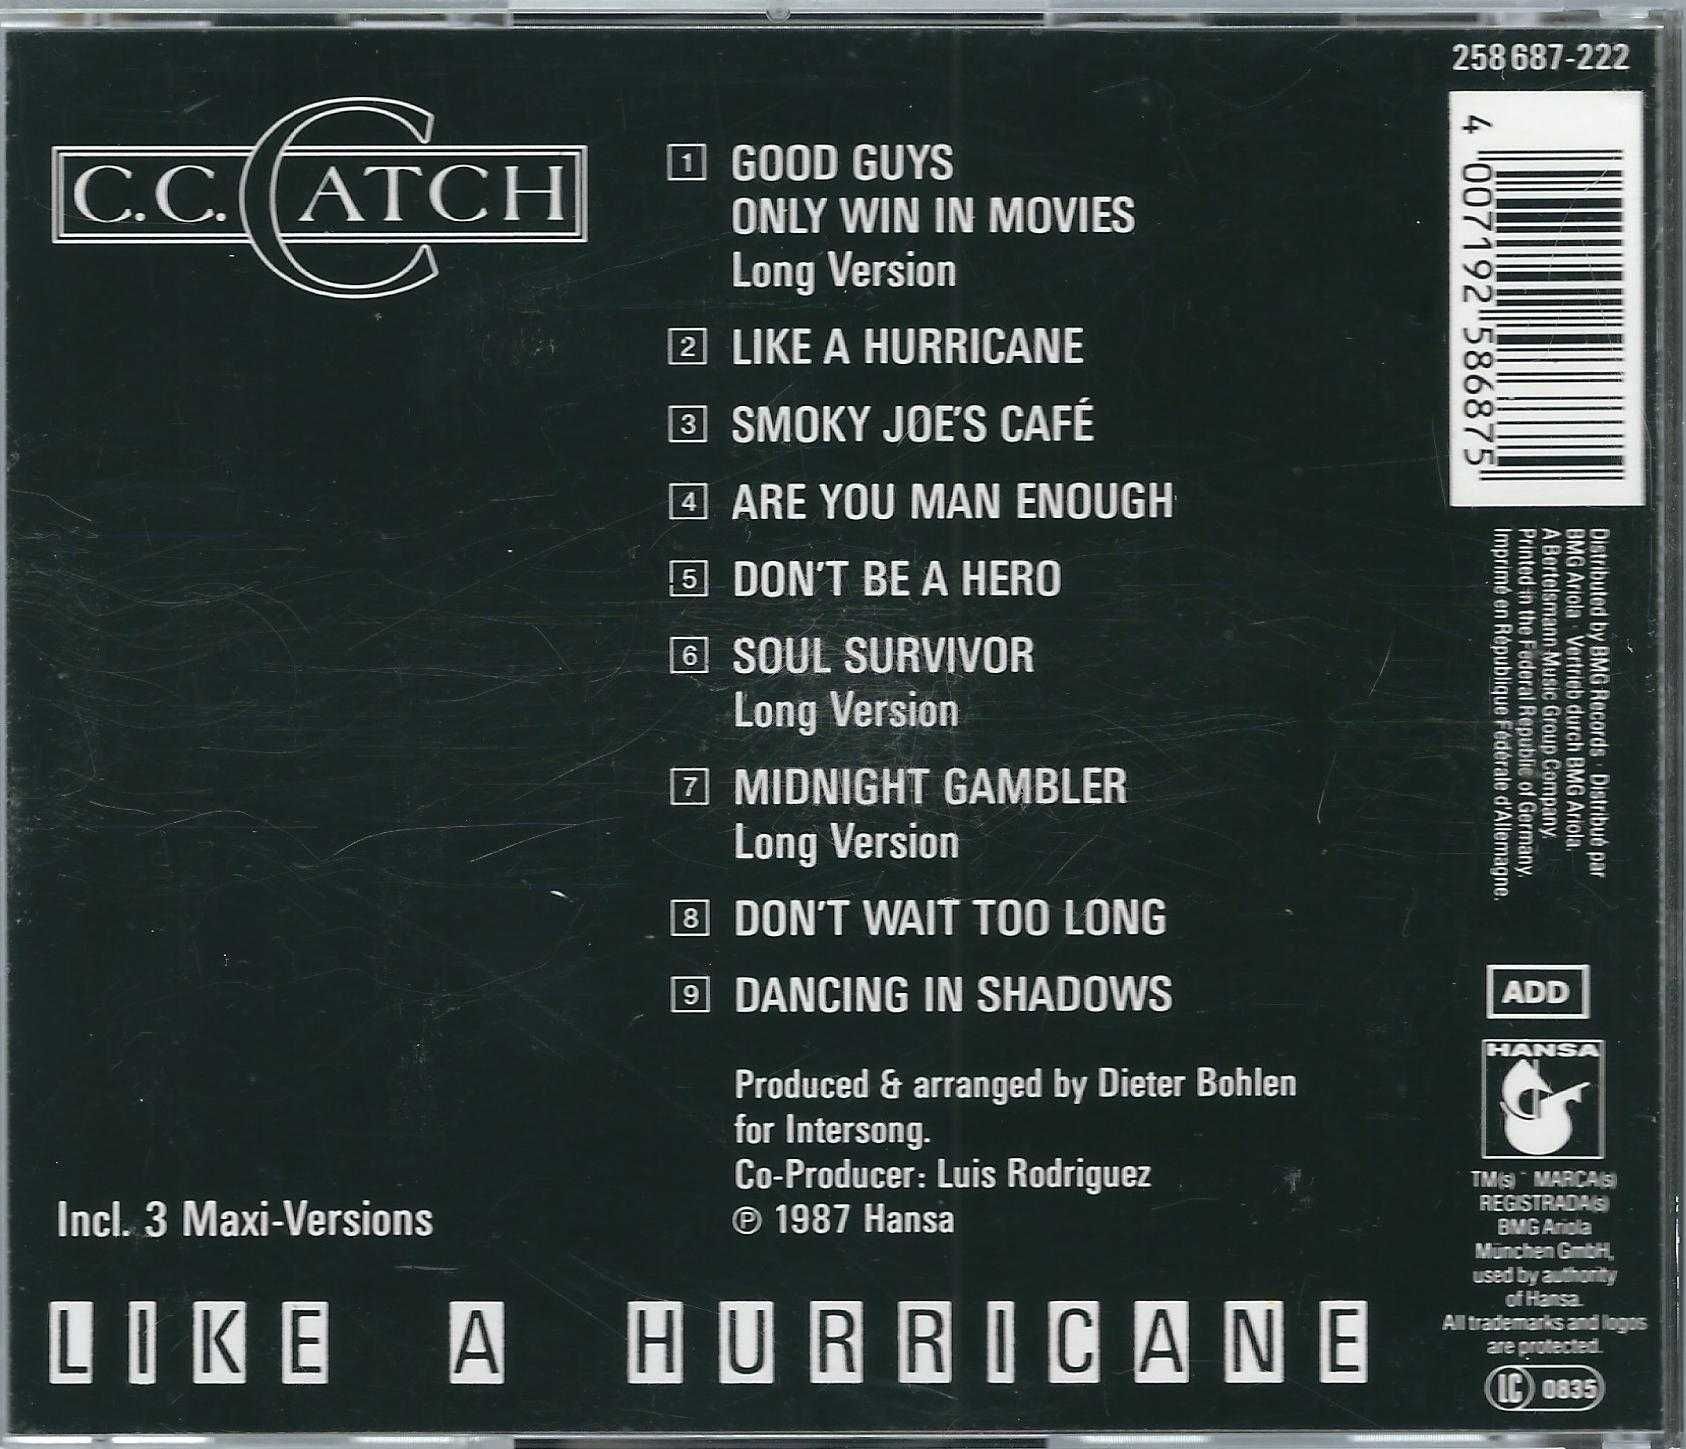 258 687-222
C.C.CATCH
1 GOOD GUYS
ONLY WIN IN MOVIES
Long Version
2 LIKE A HURRICANE
3 SMOKY JOE'S CAFÉ
4 ARE YOU MAN ENOUGH
5 DON'T BE A HERO
6 SOUL SURVIVOR
Long Version
7 MIDNIGHT GAMBLER
Long Version
8 DON'T WAIT TOO LONG
9 DANCING IN SHADOWS
Produced & arranged by Dieter Bohlen
for Intersong.
Co-Producer: Luis Rodriguez
℗ 1987 Hansa
Incl. 3 Maxi-Versions
LIKE A HURRICANE
4 007192 586875
Distributed by BMG Records · Distribué par
BMG Ariola · Vertrieb durch BMG Ariola.
A Bertelsmann Music Group Company.
Printed in the Federal Republic of Germany.
Imprimé en République Fédérale d'Allemagne.
ADD
HANSA
TM(s) ~ MARCA(s)
REGISTRADA(s)
BMG Ariola
München GmbH,
used by authority
of Hansa.
All trademarks and logos
are protected.
LC 0835